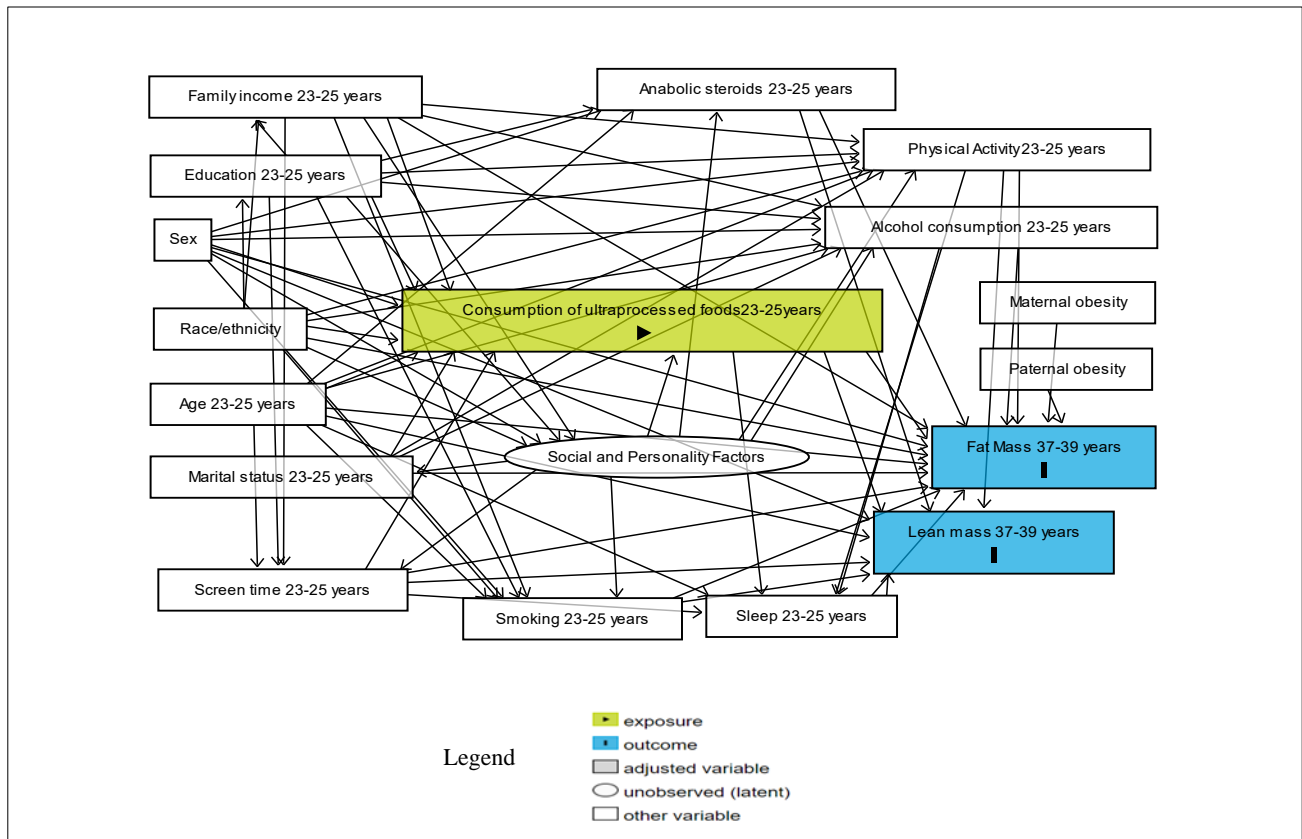 Family income 23-25 years
Anabolic steroids 23-25 years
Physical Activity23-25 years
Education 23-25 years
Sex
Alcohol consumption 23-25 years
Consumption of ultraprocessed foods23-25years
Maternal obesity
Race/ethnicity
Paternal obesity
Age 23-25 years
Fat Mass 37-39 years
Social and Personality Factors
Marital status 23-25 years
Lean mass 37-39 years
Screen time 23-25 years
Smoking 23-25 years
Sleep 23-25 years
Legend
exposure
outcome
adjusted variable
unobserved (latent)
other variable